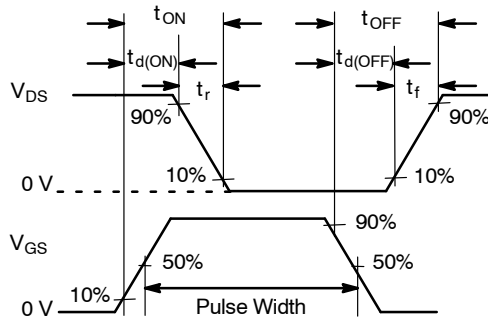 tON tOFF
td(ON) td(OFF)
VDS tr tf
90% 90%
10% 10%
0 V
VGS 90%
50% 50%
10%
0 V Pulse Width